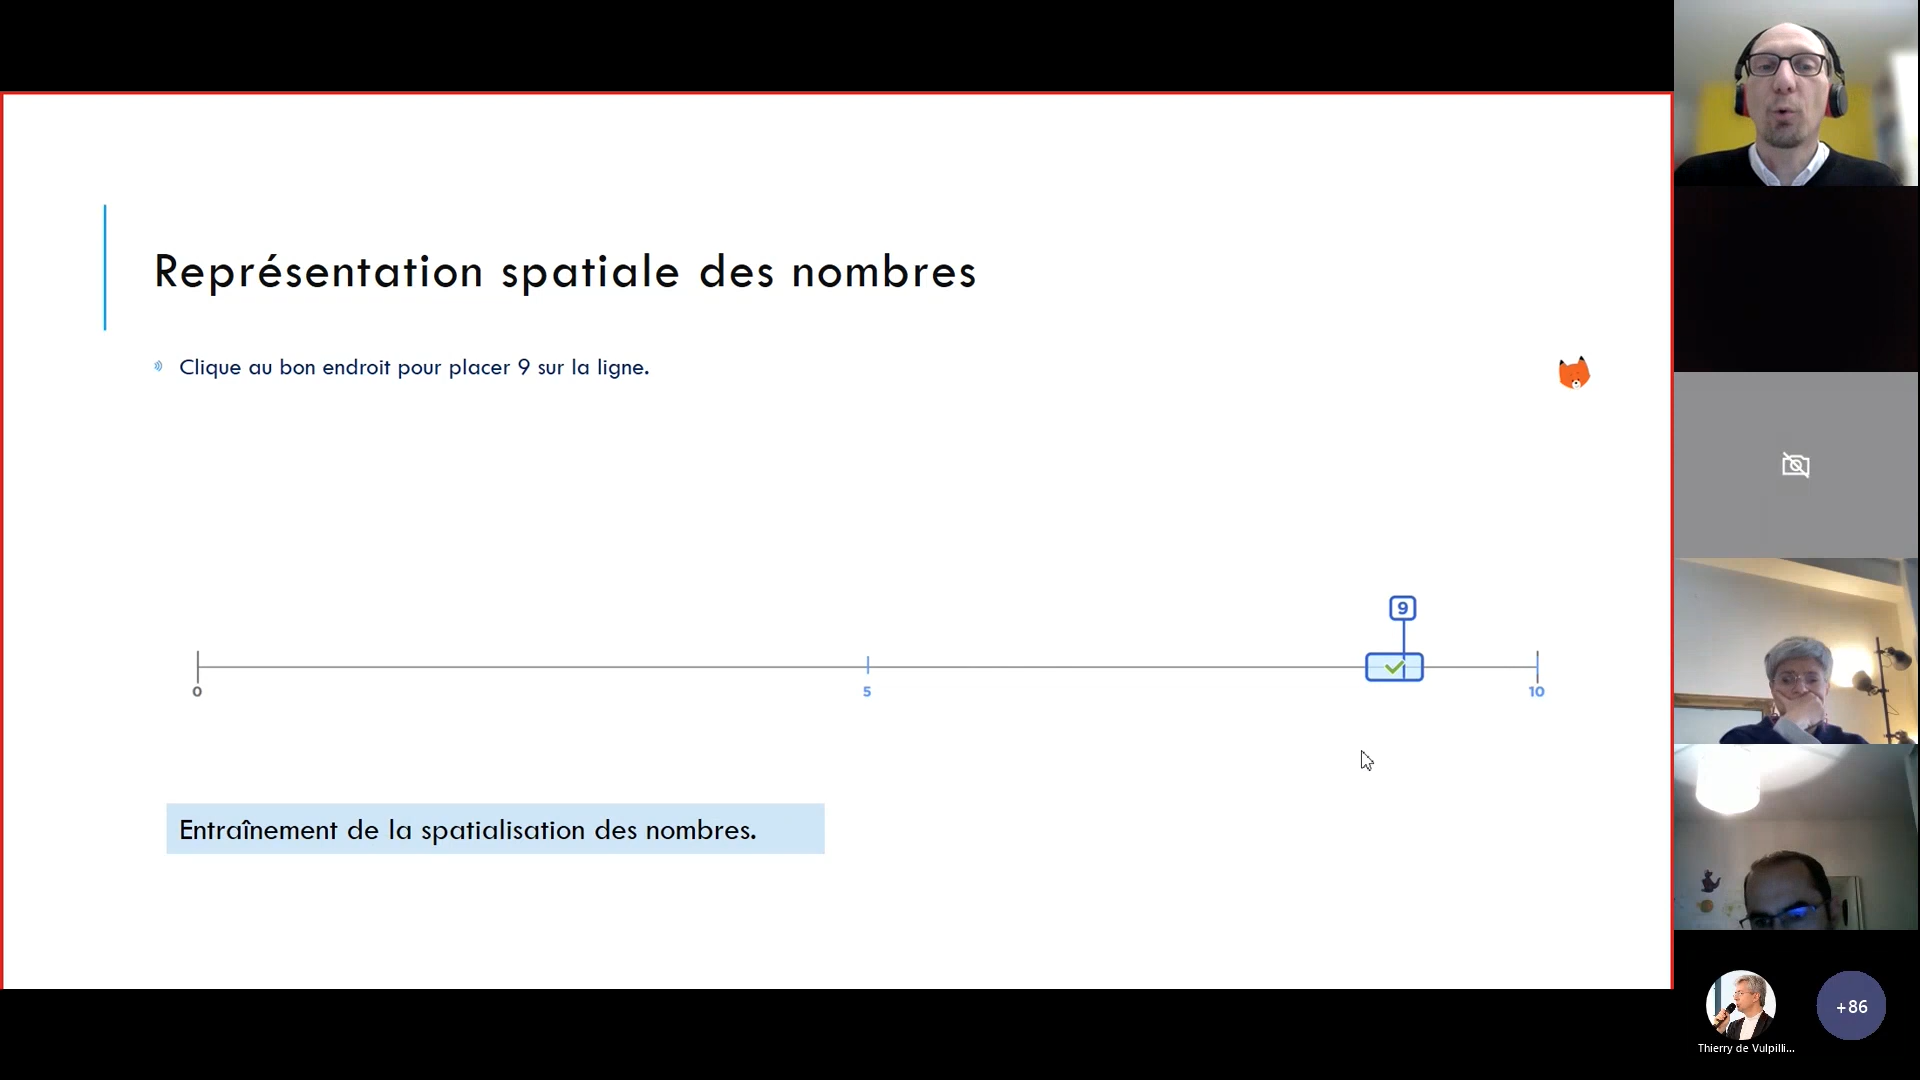 Représentation spatiale des nombres
Clique au bon endroit pour placer 9 sur la ligne.
9
0
5
10
Entraînement de la spatialisation des nombres.
+86
Thierry de Vulpilli...